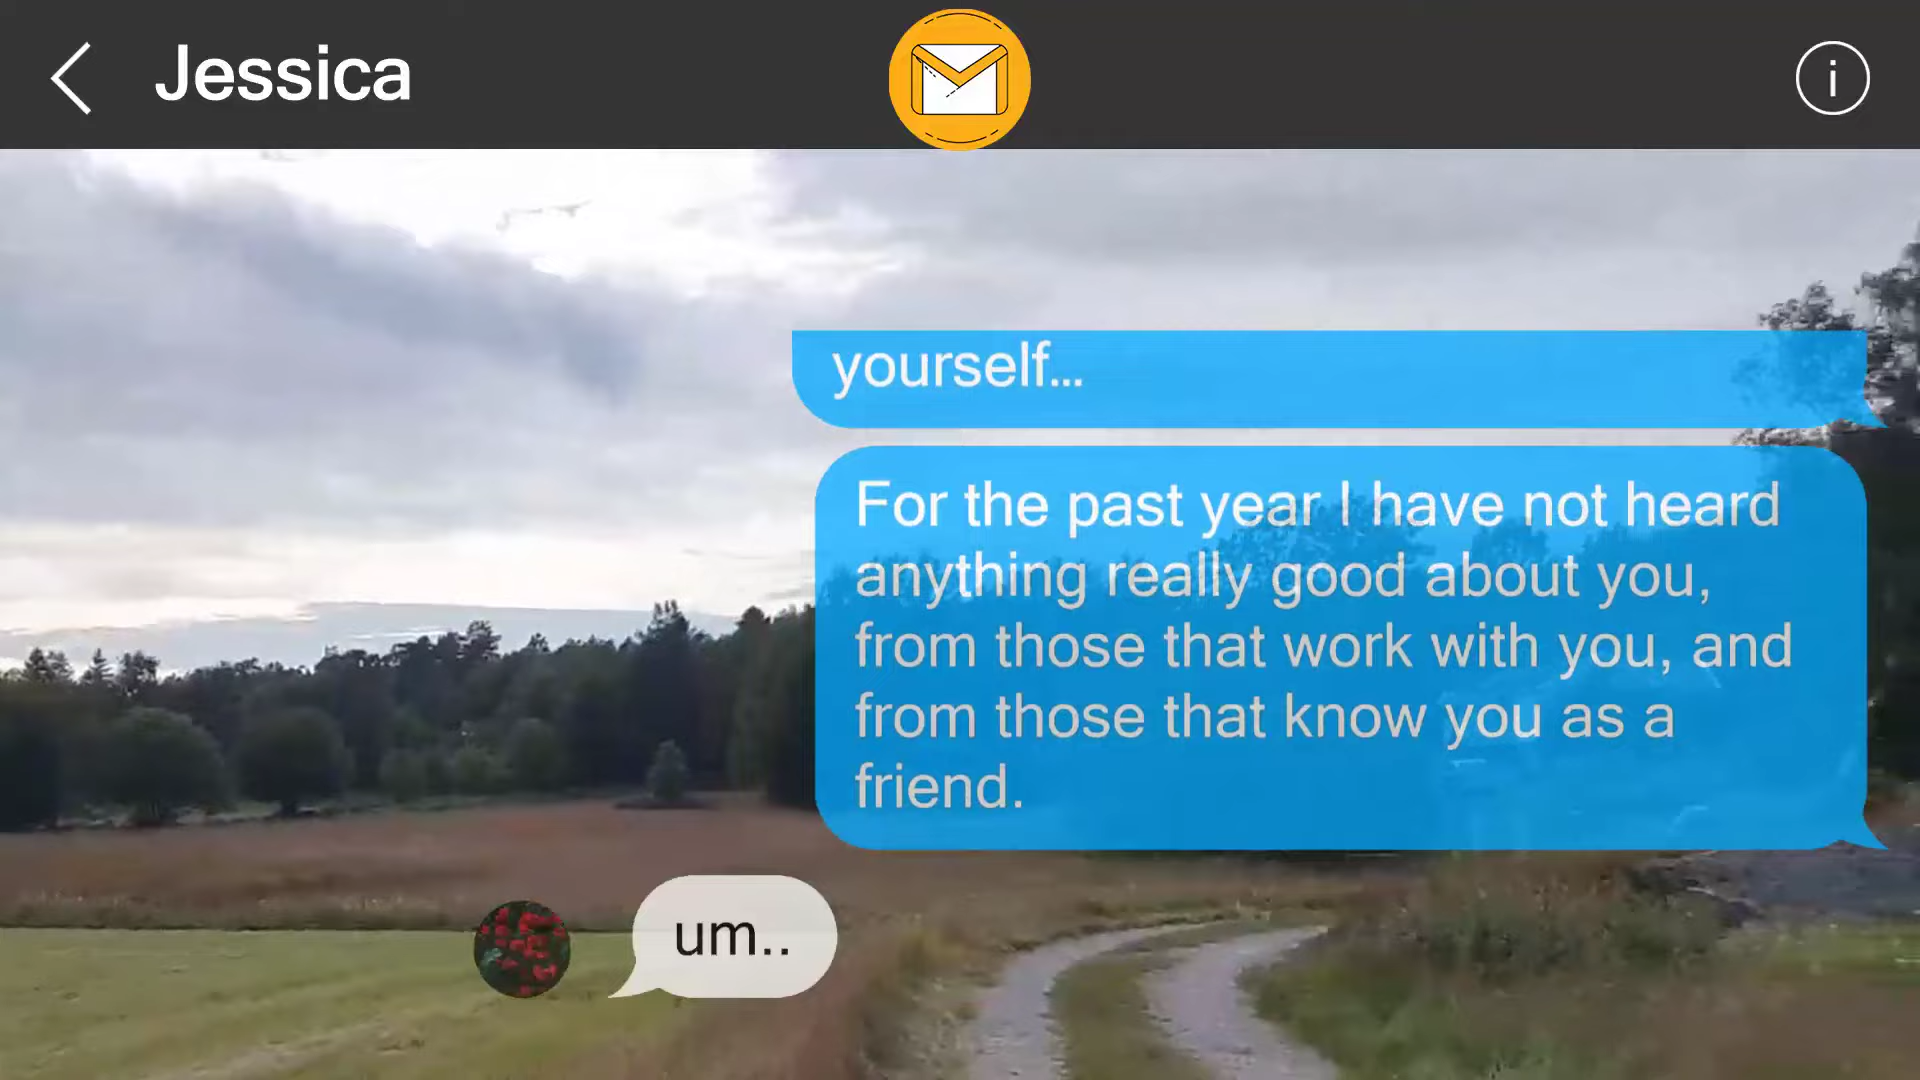 Jessica
i
yourself...
For the past year I have not heard
anything really good about you,
from those that work with you, and
from those that know you as a
friend.
um..